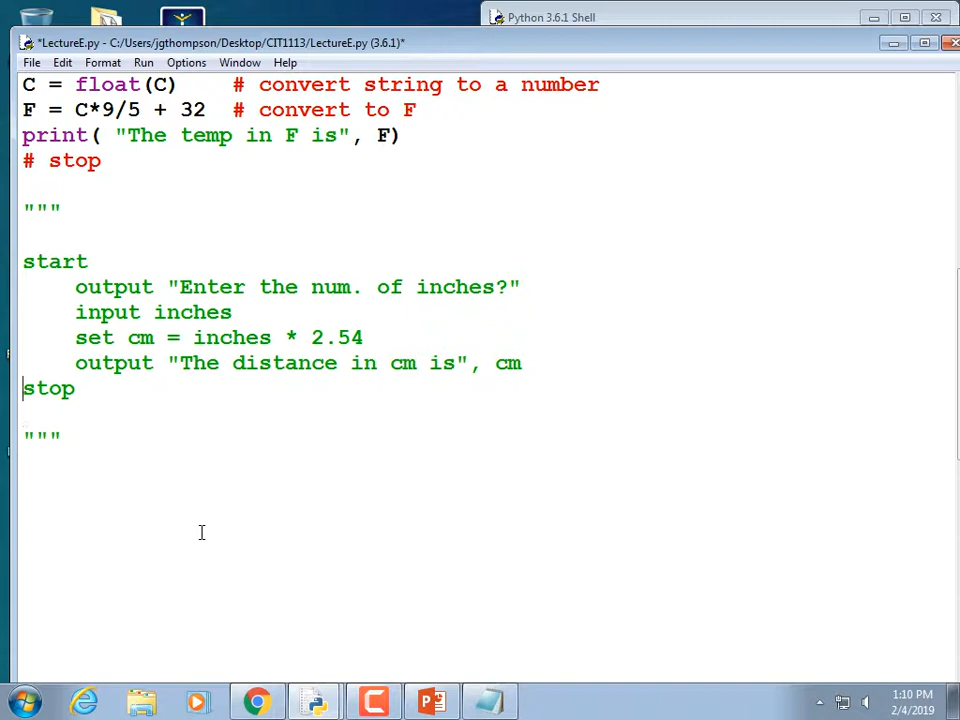 Python 3.6.1 Shell
*LectureE.py - C:/Users/jgthompson/Desktop/CIT1113/LectureE.py (3.6.1)*
File Edit Format Run Options Window Help
C = float(C)    # convert string to a number
F = C*9/5 + 32  # convert to F
print( "The temp in F is", F)
# stop
"""
start
    output "Enter the num. of inches?"
    input inches
    set cm = inches * 2.54
    output "The distance in cm is", cm
stop
"""
1:10 PM
2/4/2019